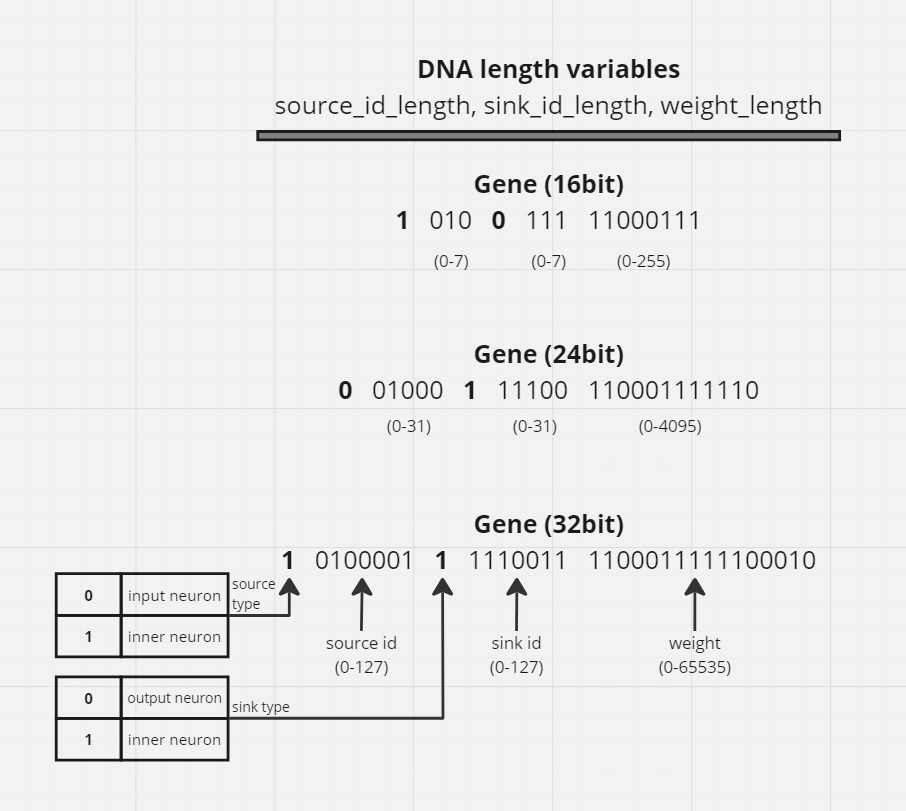 DNA length variables
source_id_length, sink_id_length, weight_length
Gene (16bit)
1 010 0 111 11000111
(0-7) (0-7) (0-255)
Gene (24bit)
0 01000 1 11100 110001111110
(0-31) (0-31) (0-4095)
Gene (32bit)
1 0100001 1 1110011 1100011111100010
source type
0 input neuron
1 inner neuron
source id
(0-127)
sink id
(0-127)
weight
(0-65535)
0 output neuron
sink type
1 inner neuron